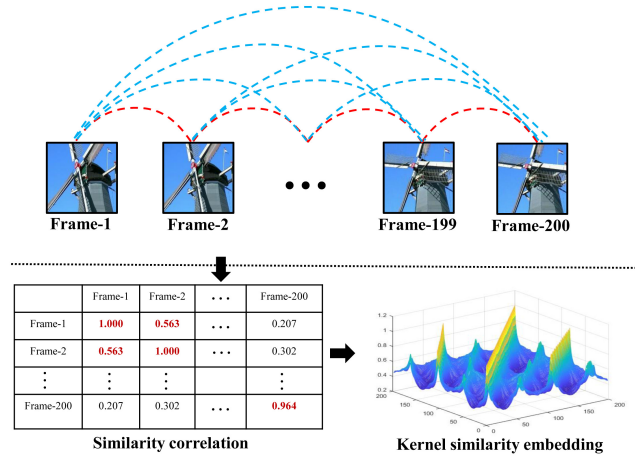 Frame-1 Frame-2 ••• Frame-199 Frame-200
Frame-1 Frame-2 ••• Frame-200
Frame-1 1.000 0.563 ••• 0.207
Frame-2 0.563 1.000 ••• 0.302
⋮ ⋮ ⋮ ⋮
Frame-200 0.207 0.302 ••• 0.964
Similarity correlation
1.2
1
0.8
0.6
0.4
0.2
200
150
100
50
0
0
50
100
150
200
Kernel similarity embedding